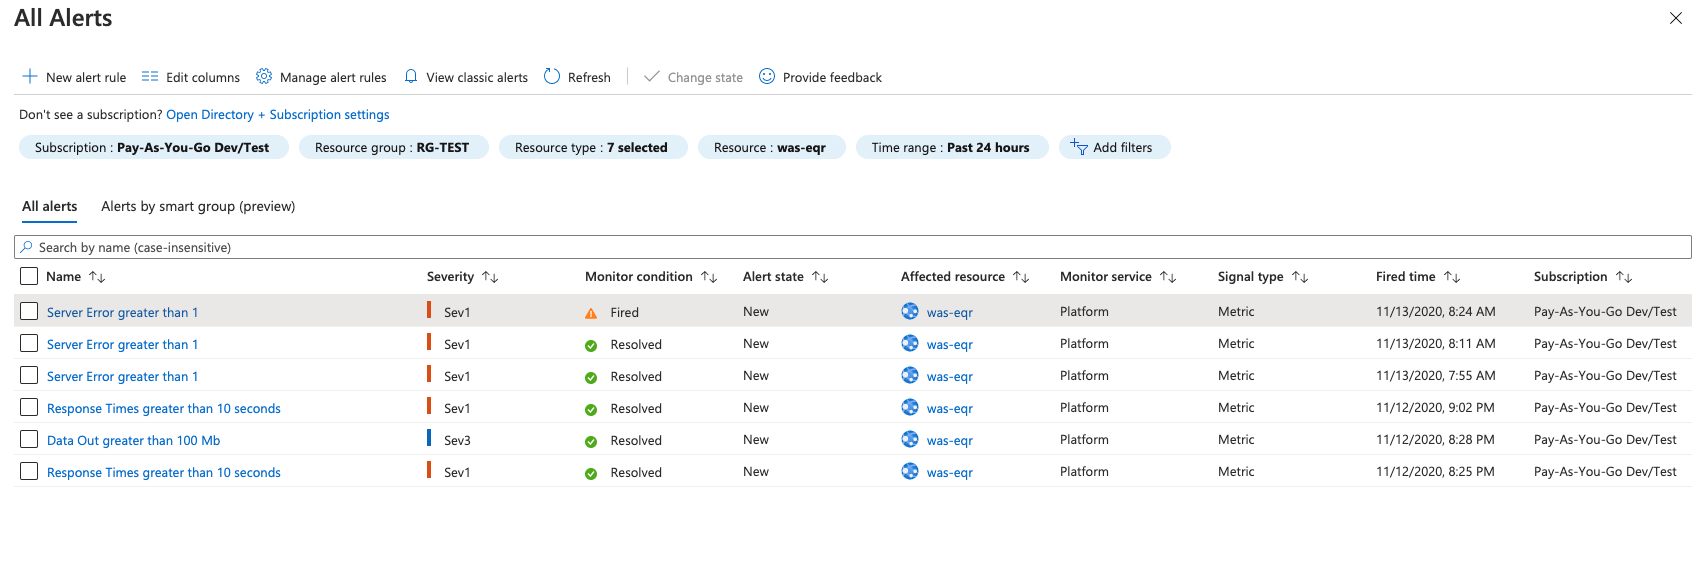 All Alerts
New alert rule Edit columns Manage alert rules View classic alerts Refresh Change state Provide feedback
Don't see a subscription? Open Directory + Subscription settings
Subscription : Pay-As-You-Go Dev/Test Resource group : RG-TEST Resource type : 7 selected Resource : was-eqr Time range : Past 24 hours Add filters
All alerts Alerts by smart group (preview)
Search by name (case-insensitive)
Name Severity Monitor condition Alert state Affected resource Monitor service Signal type Fired time Subscription
Server Error greater than 1 Sev1 Fired New was-eqr Platform Metric 11/13/2020, 8:24 AM Pay-As-You-Go Dev/Test
Server Error greater than 1 Sev1 Resolved New was-eqr Platform Metric 11/13/2020, 8:11 AM Pay-As-You-Go Dev/Test
Server Error greater than 1 Sev1 Resolved New was-eqr Platform Metric 11/13/2020, 7:55 AM Pay-As-You-Go Dev/Test
Response Times greater than 10 seconds Sev1 Resolved New was-eqr Platform Metric 11/12/2020, 9:02 PM Pay-As-You-Go Dev/Test
Data Out greater than 100 Mb Sev3 Resolved New was-eqr Platform Metric 11/12/2020, 8:28 PM Pay-As-You-Go Dev/Test
Response Times greater than 10 seconds Sev1 Resolved New was-eqr Platform Metric 11/12/2020, 8:25 PM Pay-As-You-Go Dev/Test